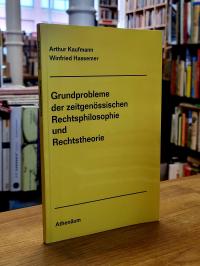 Arthur Kaufmann
Winfried Hassemer
Grundprobleme
der zeitgenössischen
Rechtsphilosophie
und
Rechtstheorie
Athenäum